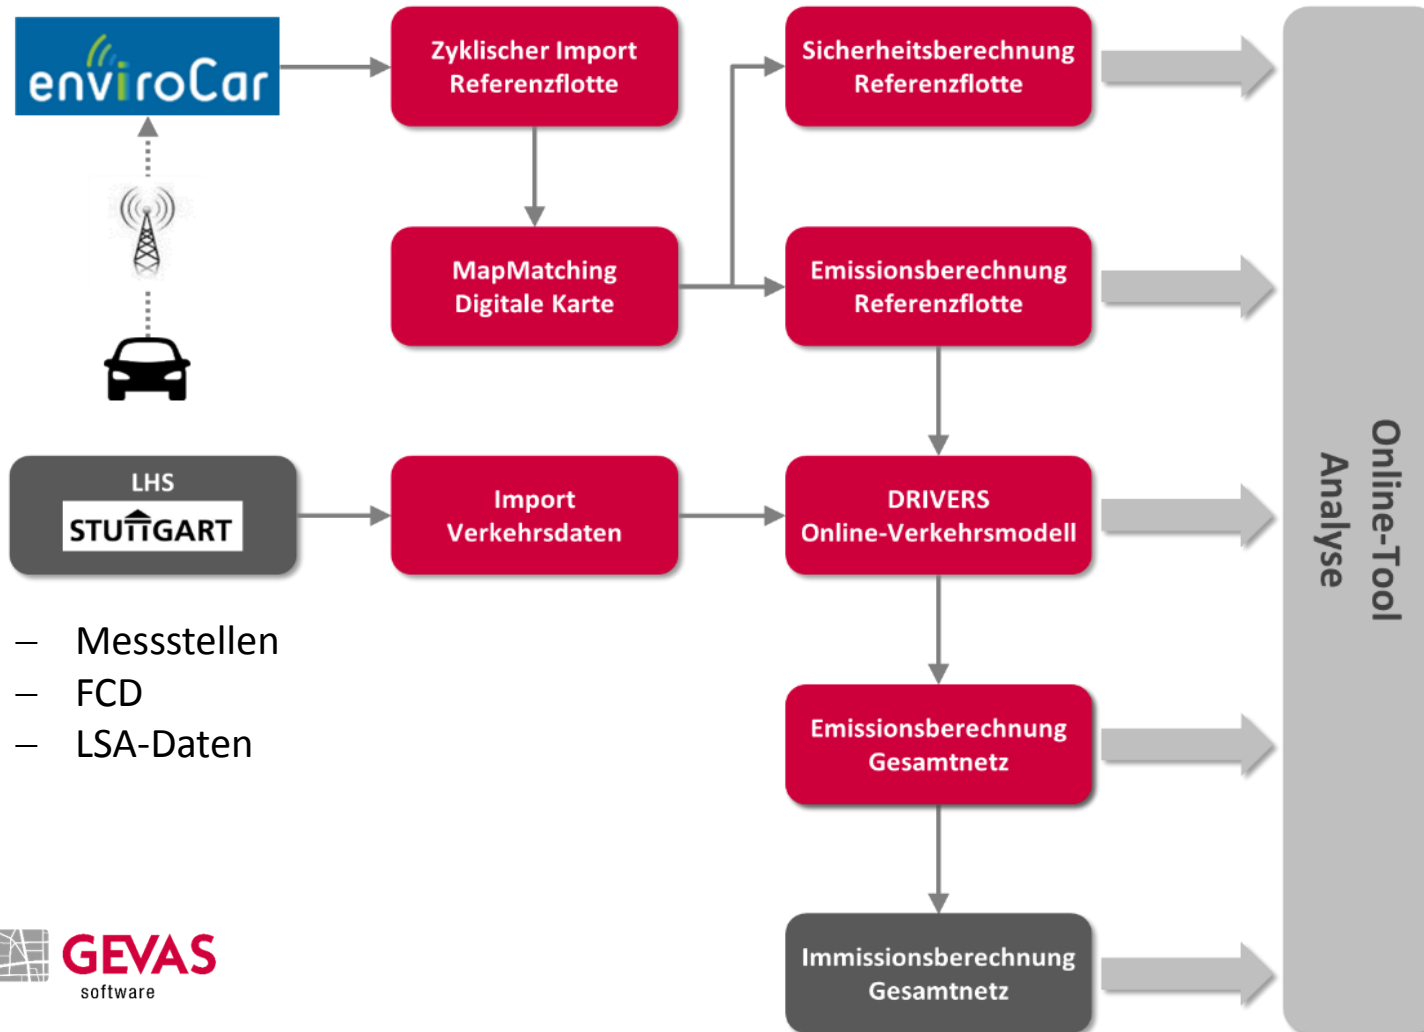 enviroCar
Zyklischer Import
Referenzflotte
Sicherheitsberechnung
Referenzflotte
MapMatching
Digitale Karte
Emissionsberechnung
Referenzflotte
LHS
STUTTGART
Import
Verkehrsdaten
DRIVERS
Online-Verkehrsmodell
Online-Tool
Analyse
– Messstellen
– FCD
– LSA-Daten
Emissionsberechnung
Gesamtnetz
Immissionsberechnung
Gesamtnetz
GEVAS
software